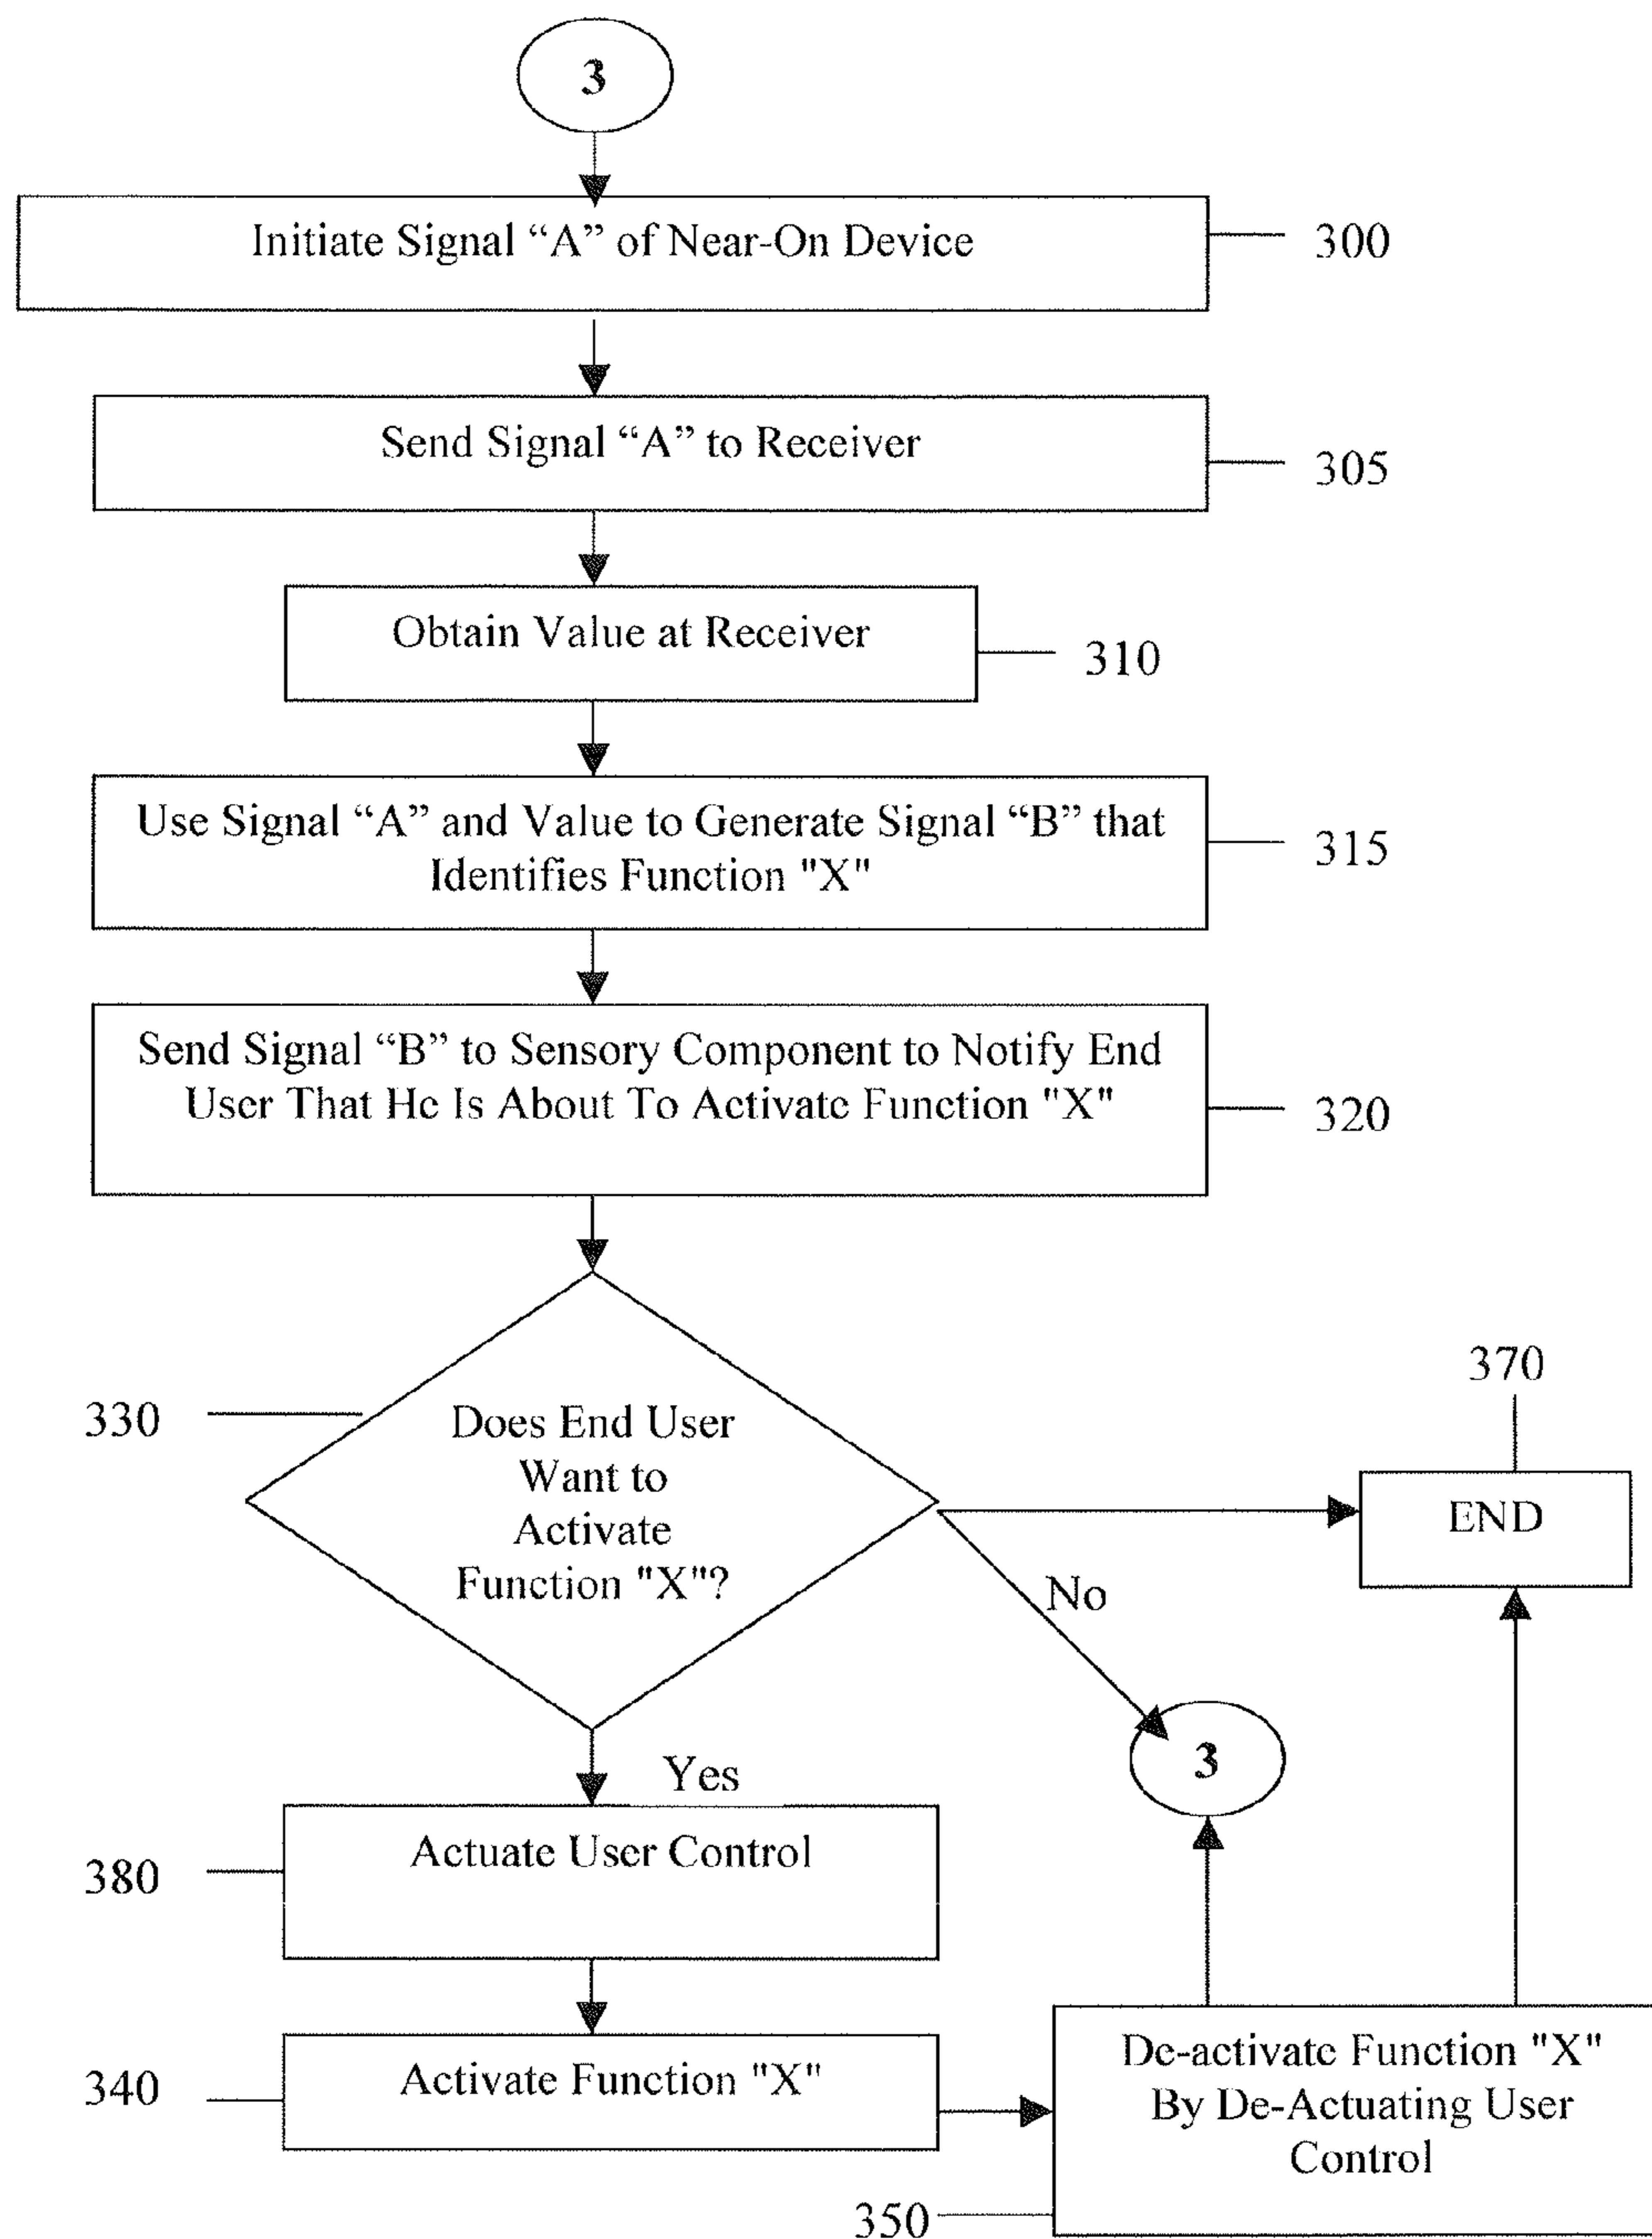 3
Initiate Signal “A” of Near-On Device
300
Send Signal “A” to Receiver
305
Obtain Value at Receiver
310
Use Signal “A” and Value to Generate Signal “B” that
Identifies Function "X"
315
Send Signal “B” to Sensory Component to Notify End
User That He Is About To Activate Function "X"
320
330
Does End User
Want to
Activate
Function "X"?
370
END
No
3
Yes
380
Actuate User Control
340
Activate Function "X"
De-activate Function "X"
By De-Actuating User
Control
350